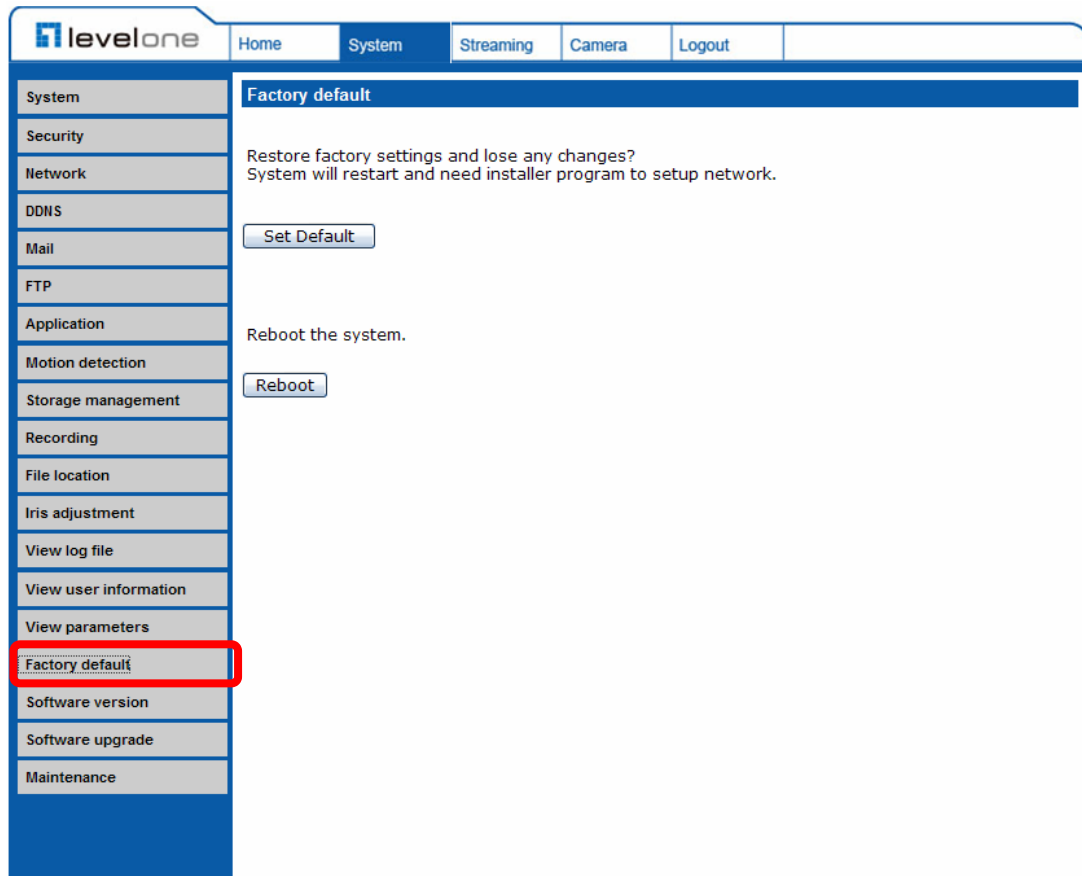 levelone
Home System Streaming Camera Logout
System
Security
Network
DDNS
Mail
FTP
Application
Motion detection
Storage management
Recording
File location
Iris adjustment
View log file
View user information
View parameters
Factory default
Software version
Software upgrade
Maintenance
Factory default
Restore factory settings and lose any changes?
System will restart and need installer program to setup network.
Set Default
Reboot the system.
Reboot